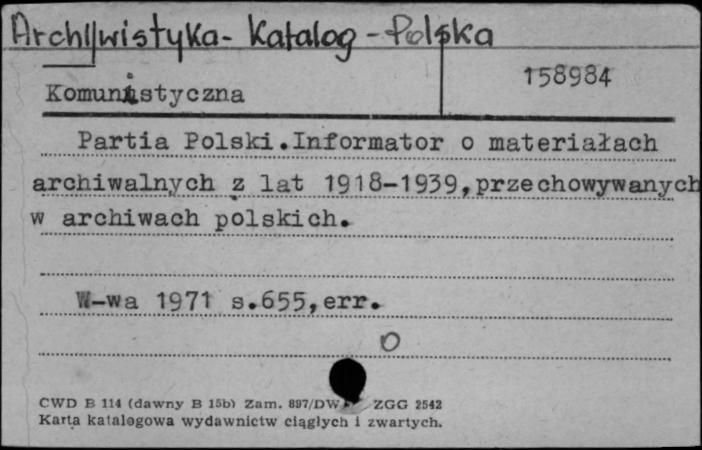 Archiwistyka - Katalog - Polska
158984
Komunistyczna
Partia Polski. Informator o materiałach
archiwalnych z lat 1918-1939, przechowywanych
w archiwach polskich.
W-wa 1971 s.655, err.
O
CWD B 114 (dawny B 15b) Zam. 897/DW ZGG 2542
Karta katalogowa wydawnictw ciągłych i zwartych.